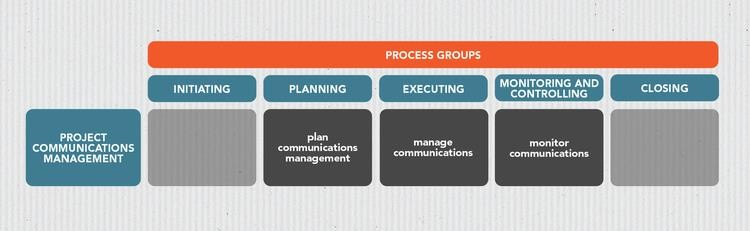 PROCESS GROUPS
INITIATING
PLANNING
EXECUTING
MONITORING AND
CONTROLLING
CLOSING
PROJECT
COMMUNICATIONS
MANAGEMENT
plan
communications
management
manage
communications
monitor
communications